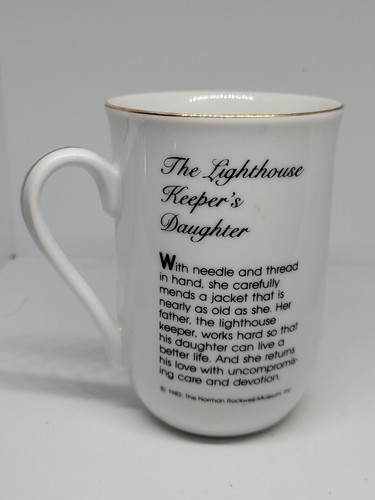 The Lighthouse
Keeper's
Daughter
With needle and thread
in hand, she carefully
mends a jacket that is
nearly as old as she. Her
father, the lighthouse
keeper, works hard so that
his daughter can live a
better life. And she returns
his love with uncompromis-
ing care and devotion.
© 1982, The Norman Rockwell Museum, Inc.